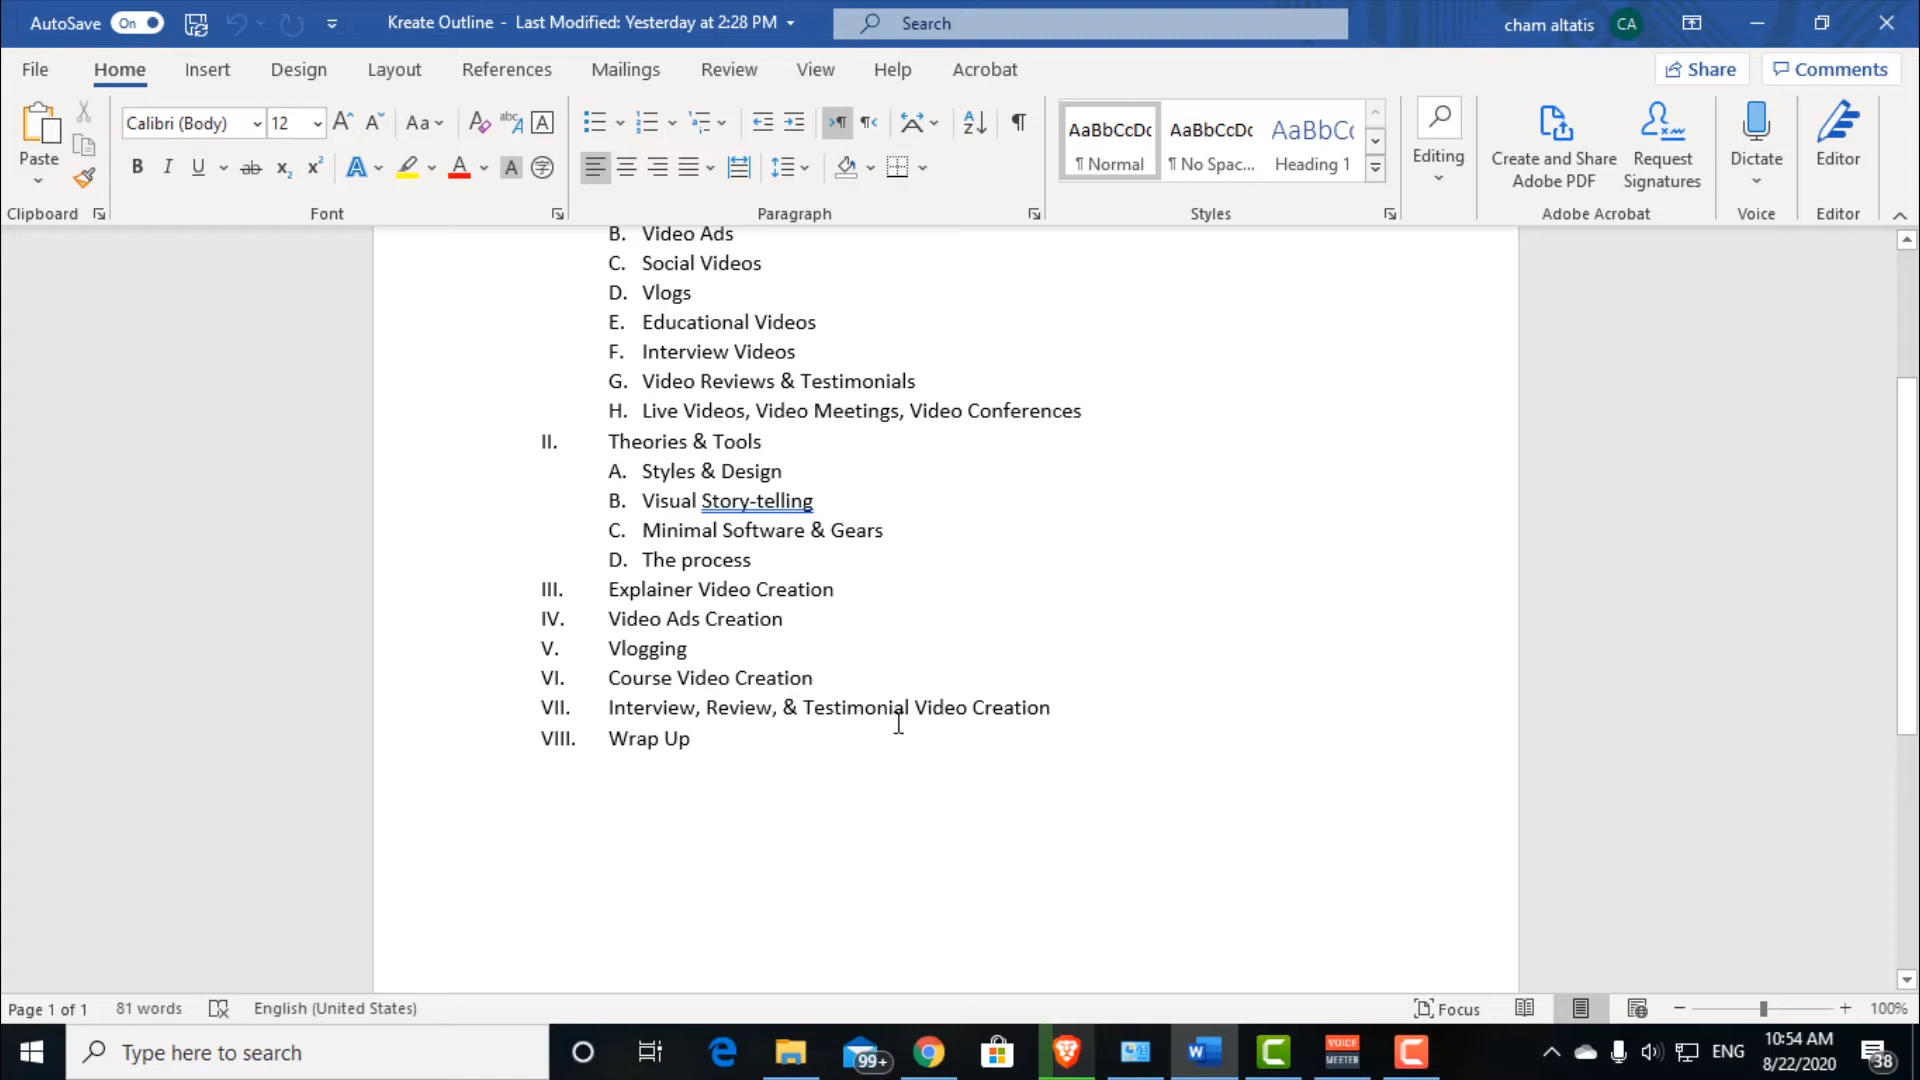 AutoSave On Kreate Outline - Last Modified: Yesterday at 2:28 PM Search cham altatis CA
File Home Insert Design Layout References Mailings Review View Help Acrobat Share Comments
Paste Calibri (Body) 12 Aa AaBbCcDc AaBbCcDc AaBbC
¶ Normal ¶ No Spac... Heading 1
Editing
Create and Share Adobe PDF
Request Signatures
Dictate
Editor
Clipboard Font Paragraph Styles Adobe Acrobat Voice Editor
B. Video Ads
C. Social Videos
D. Vlogs
E. Educational Videos
F. Interview Videos
G. Video Reviews & Testimonials
H. Live Videos, Video Meetings, Video Conferences
II. Theories & Tools
A. Styles & Design
B. Visual Story-telling
C. Minimal Software & Gears
D. The process
III. Explainer Video Creation
IV. Video Ads Creation
V. Vlogging
VI. Course Video Creation
VII. Interview, Review, & Testimonial Video Creation
VIII. Wrap Up
Page 1 of 1 81 words English (United States) Focus 100%
Type here to search 99+ VOICE MEETER ENG 10:54 AM 8/22/2020 38